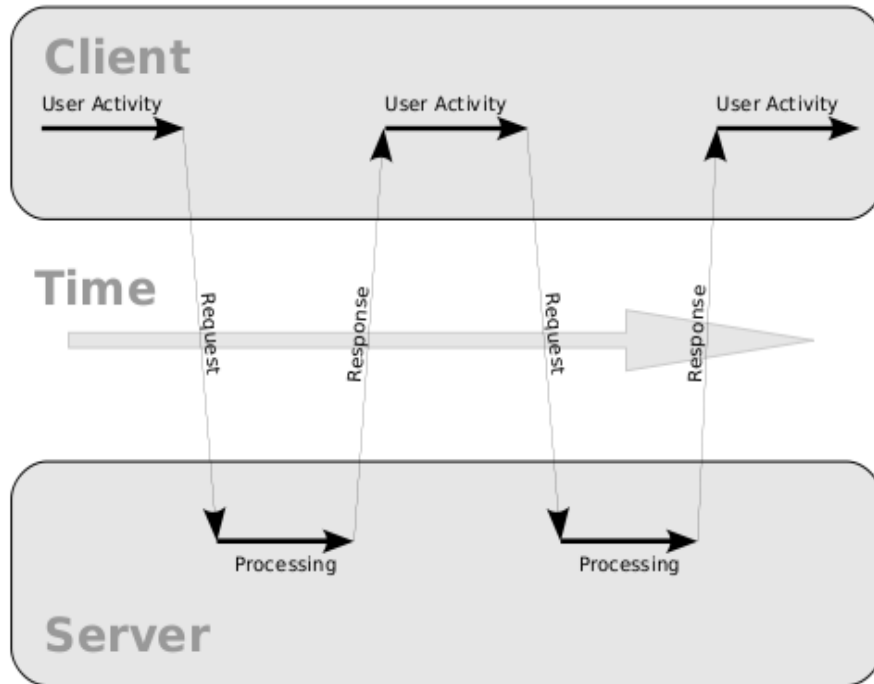 Client
User Activity
User Activity
User Activity
Time
Request
Response
Request
Response
Processing
Processing
Server